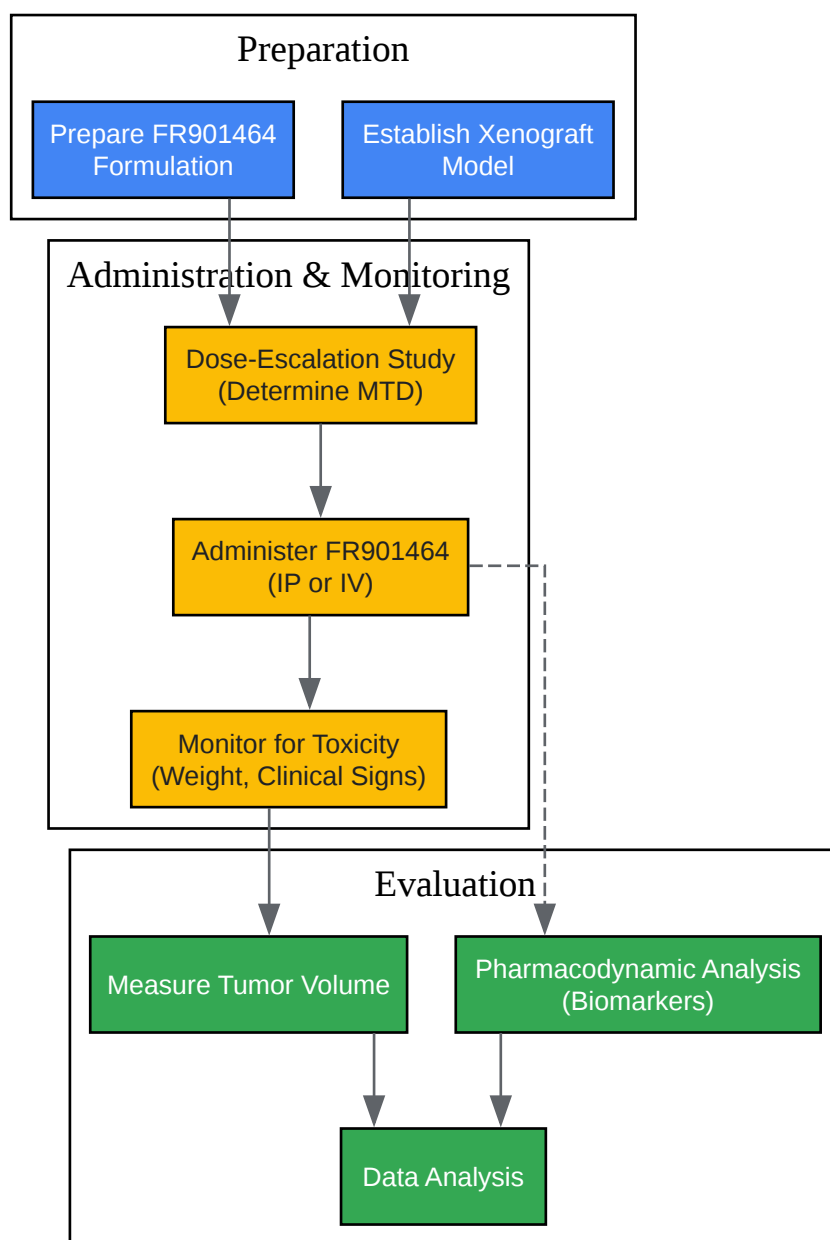 Preparation
Prepare FR901464
Formulation
Establish Xenograft
Model
Administration & Monitoring
Dose-Escalation Study
(Determine MTD)
Administer FR901464
(IP or IV)
Monitor for Toxicity
(Weight, Clinical Signs)
Evaluation
Measure Tumor Volume
Pharmacodynamic Analysis
(Biomarkers)
Data Analysis